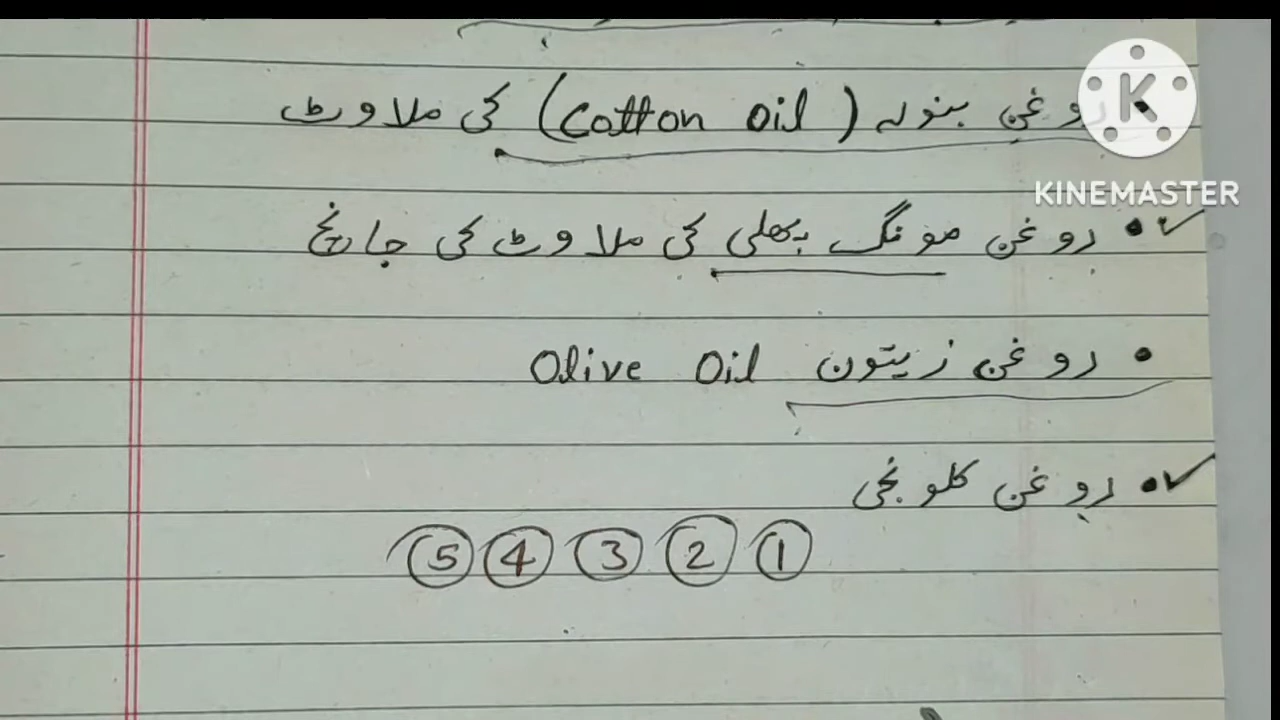 روغن بنولہ (Cotton Oil) کی ملاوٹ
K
KINEMASTER
روغن مونگ پھلی کی ملاوٹ کی جانچ
روغن زیتون Olive Oil
روغن کلونجی
1 2 3 4 5